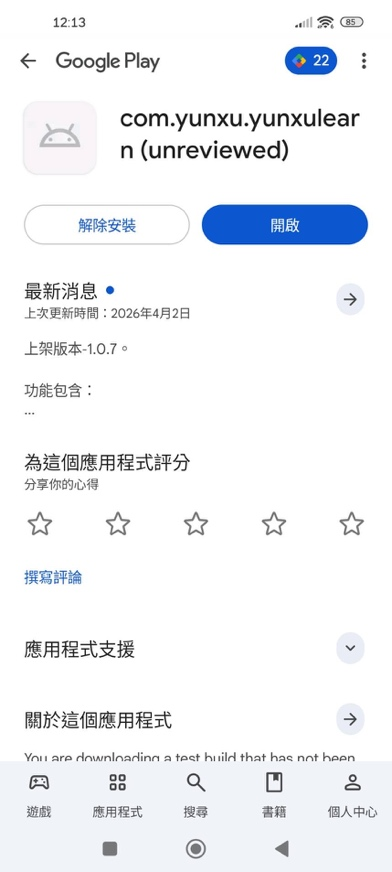 12:13
85
Google Play
22
com.yunxu.yunxulear
n (unreviewed)
解除安裝
開啟
最新消息
上次更新時間：2026年4月2日
上架版本-1.0.7。
功能包含：
...
為這個應用程式評分
分享你的心得
撰寫評論
應用程式支援
關於這個應用程式
You are downloading a test build that has not been
遊戲
應用程式
搜尋
書籍
個人中心